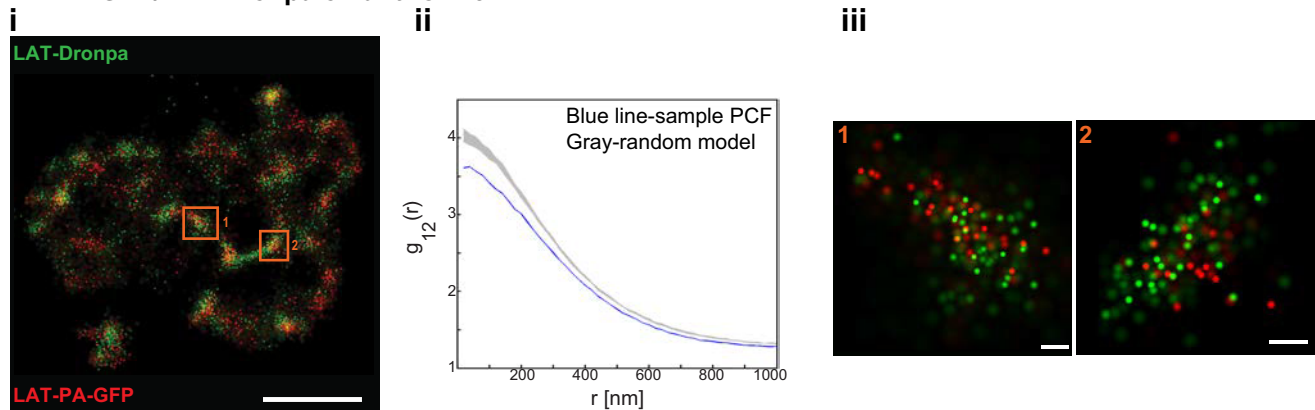 i
ii
iii
LAT-Dronpa
1
2
LAT-PA-GFP
Blue line-sample PCF
Gray-random model
4
3
2
1
g12(r)
200 400 600 800 1000
r [nm]
1
2